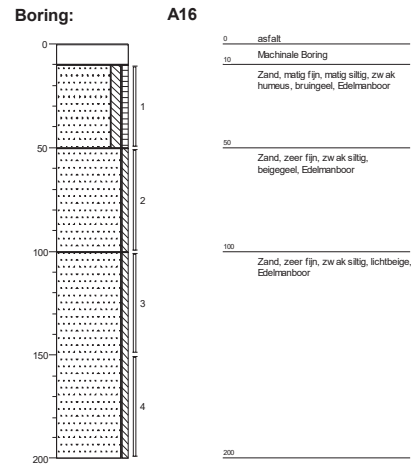 Boring: A16
0 asfalt
Machinale Boring
10
Zand, matig fijn, matig siltig, zwak
humeus, bruingeel, Edelmanboor
50
Zand, zeer fijn, zwak siltig,
beigegeel, Edelmanboor
100
Zand, zeer fijn, zwak siltig, lichtbeige,
Edelmanboor
200
0
50
100
150
200
1
2
3
4